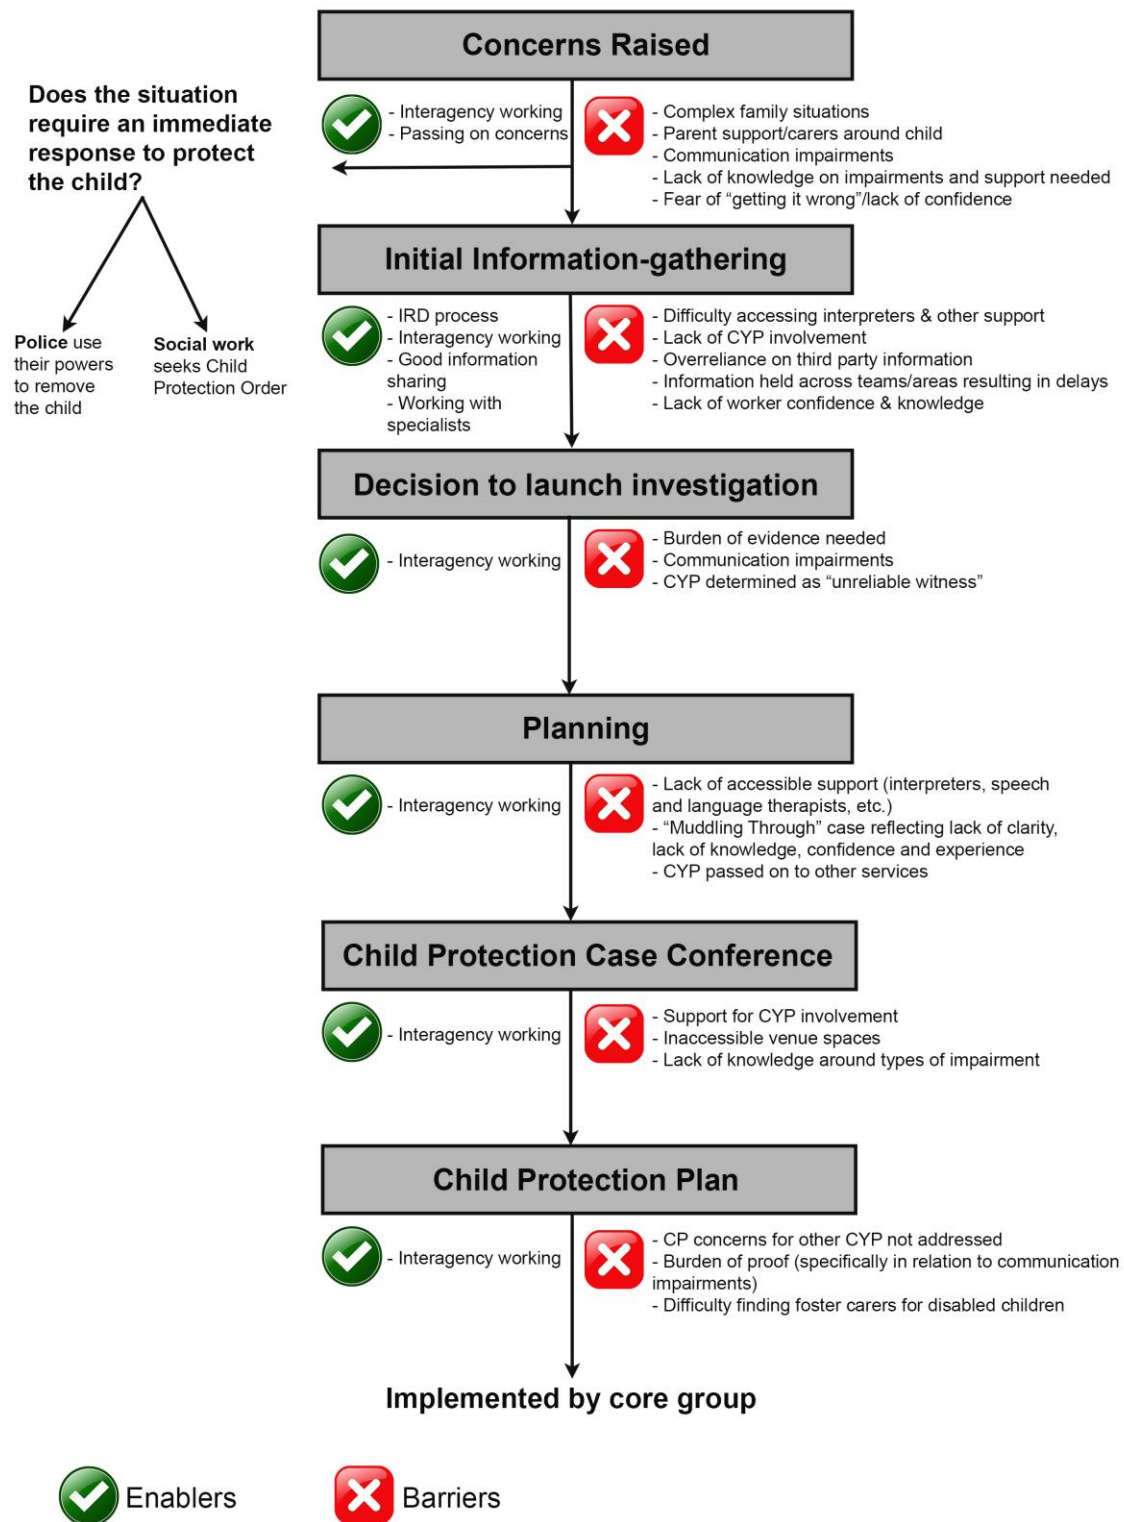 Concerns Raised
Does the situation
require an immediate
response to protect
the child?
Police use
their powers
to remove
the child
Social work
seeks Child
Protection Order
- Interagency working
- Passing on concerns
- Complex family situations
- Parent support/carers around child
- Communication impairments
- Lack of knowledge on impairments and support needed
- Fear of “getting it wrong”/lack of confidence
Initial Information-gathering
- IRD process
- Interagency working
- Good information
sharing
- Working with
specialists
- Difficulty accessing interpreters & other support
- Lack of CYP involvement
- Overreliance on third party information
- Information held across teams/areas resulting in delays
- Lack of worker confidence & knowledge
Decision to launch investigation
- Interagency working
- Burden of evidence needed
- Communication impairments
- CYP determined as “unreliable witness”
Planning
- Interagency working
- Lack of accessible support (interpreters, speech
and language therapists, etc.)
- “Muddling Through” case reflecting lack of clarity,
lack of knowledge, confidence and experience
- CYP passed on to other services
Child Protection Case Conference
- Interagency working
- Support for CYP involvement
- Inaccessible venue spaces
- Lack of knowledge around types of impairment
Child Protection Plan
- Interagency working
- CP concerns for other CYP not addressed
- Burden of proof (specifically in relation to communication
impairments)
- Difficulty finding foster carers for disabled children
Implemented by core group
Enablers
Barriers